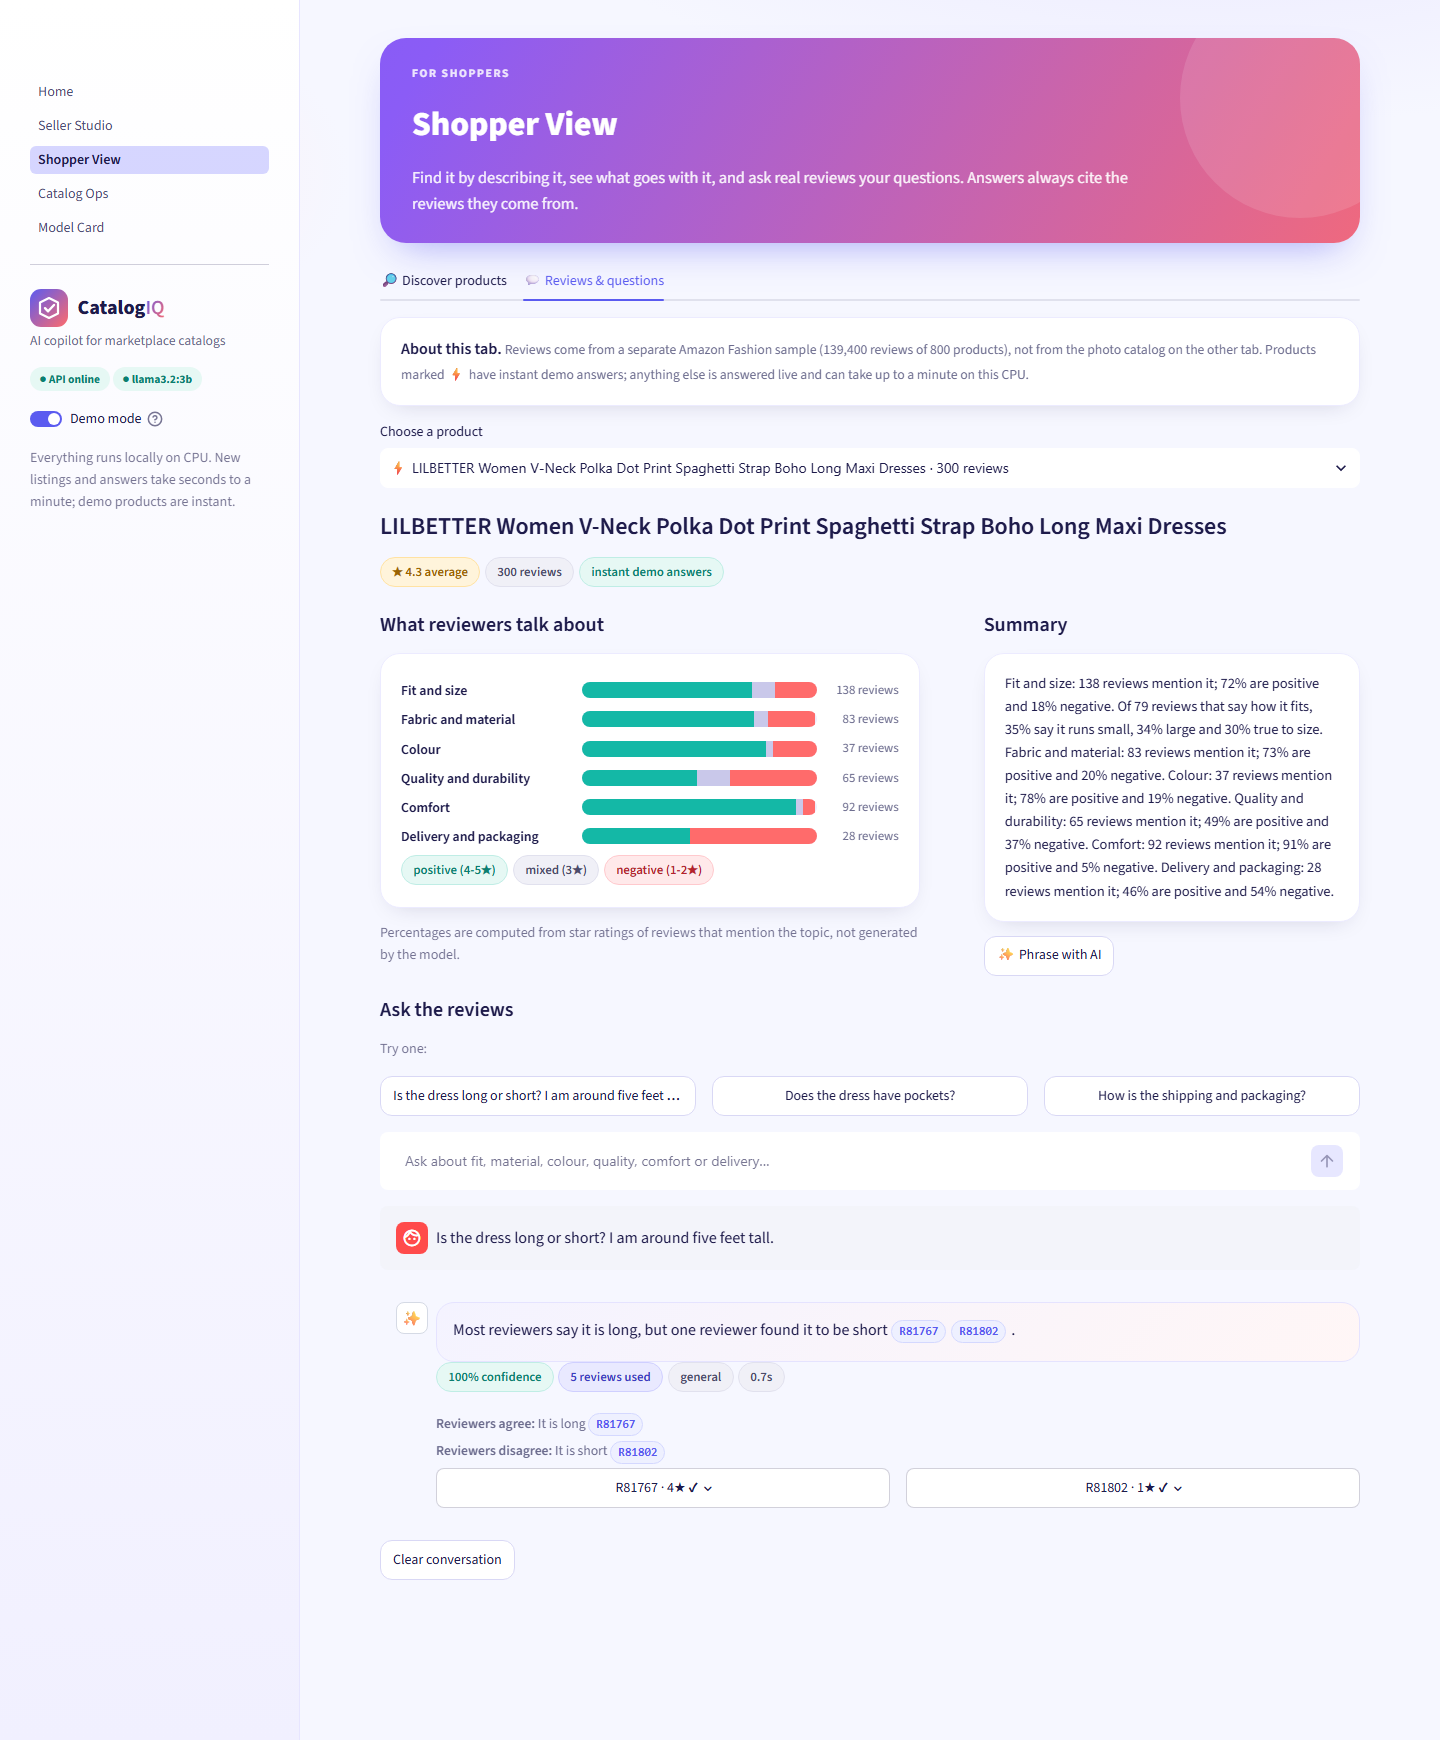 Home
Seller Studio
Shopper View
Catalog Ops
Model Card
CatalogIQ
AI copilot for marketplace catalogs
● API online ● llama3.2:3b
Demo mode
Everything runs locally on CPU. New
listings and answers take seconds to a
minute; demo products are instant.
FOR SHOPPERS
Shopper View
Find it by describing it, see what goes with it, and ask real reviews your questions. Answers always cite the
reviews they come from.
Discover products Reviews & questions
About this tab. Reviews come from a separate Amazon Fashion sample (139,400 reviews of 800 products), not from the photo catalog on the other tab. Products
marked ⚡ have instant demo answers; anything else is answered live and can take up to a minute on this CPU.
Choose a product
⚡ LILBETTER Women V-Neck Polka Dot Print Spaghetti Strap Boho Long Maxi Dresses · 300 reviews
LILBETTER Women V-Neck Polka Dot Print Spaghetti Strap Boho Long Maxi Dresses
★ 4.3 average 300 reviews instant demo answers
What reviewers talk about
Fit and size 138 reviews
Fabric and material 83 reviews
Colour 37 reviews
Quality and durability 65 reviews
Comfort 92 reviews
Delivery and packaging 28 reviews
positive (4-5★) mixed (3★) negative (1-2★)
Percentages are computed from star ratings of reviews that mention the topic, not generated
by the model.
Summary
Fit and size: 138 reviews mention it; 72% are positive
and 18% negative. Of 79 reviews that say how it fits,
35% say it runs small, 34% large and 30% true to size.
Fabric and material: 83 reviews mention it; 73% are
positive and 20% negative. Colour: 37 reviews mention
it; 78% are positive and 19% negative. Quality and
durability: 65 reviews mention it; 49% are positive and
37% negative. Comfort: 92 reviews mention it; 91% are
positive and 5% negative. Delivery and packaging: 28
reviews mention it; 46% are positive and 54% negative.
✨ Phrase with AI
Ask the reviews
Try one:
Is the dress long or short? I am around five feet ...
Does the dress have pockets?
How is the shipping and packaging?
Ask about fit, material, colour, quality, comfort or delivery...
Is the dress long or short? I am around five feet tall.
Most reviewers say it is long, but one reviewer found it to be short R81767 R81802 .
100% confidence 5 reviews used general 0.7s
Reviewers agree: It is long R81767
Reviewers disagree: It is short R81802
R81767 · 4★ ✓
R81802 · 1★ ✓
Clear conversation